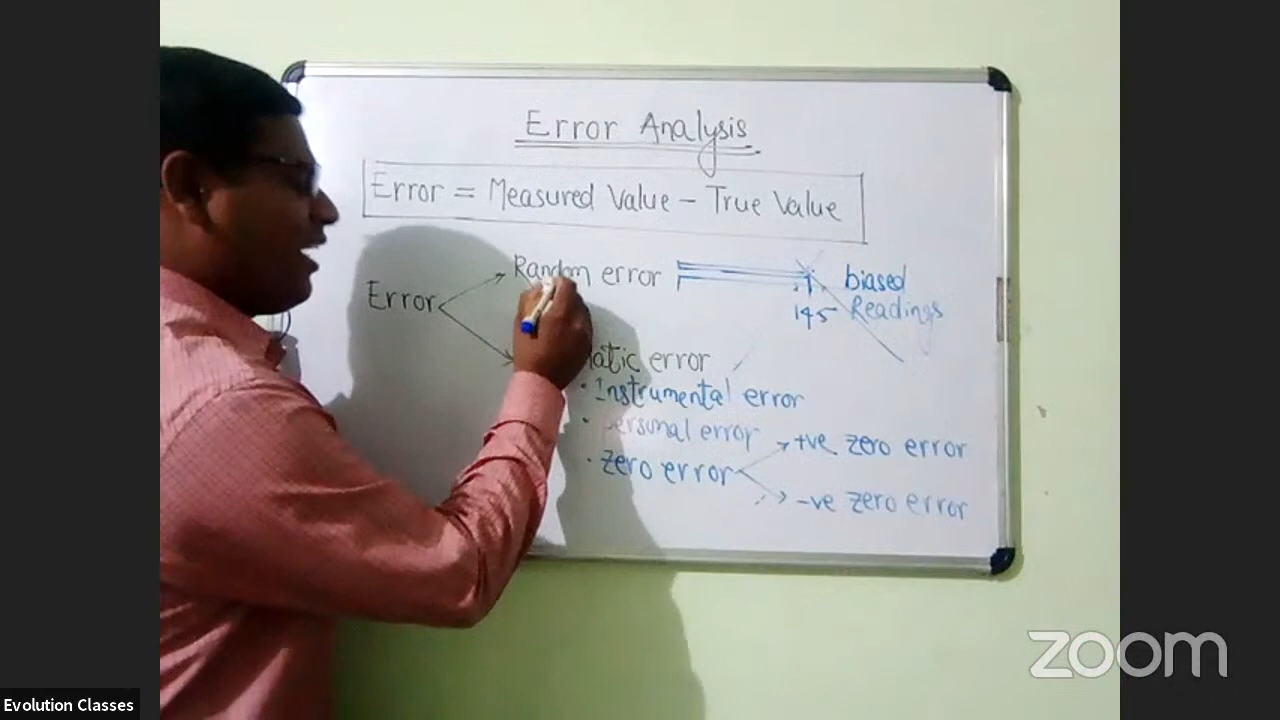 Error Analysis
Error = Measured Value - True Value
Error
Random error
biased
Readings
145
matic error
• Instrumental error
• personal error
• Zero error
+ve zero error
-ve zero error
zoom
Evolution Classes